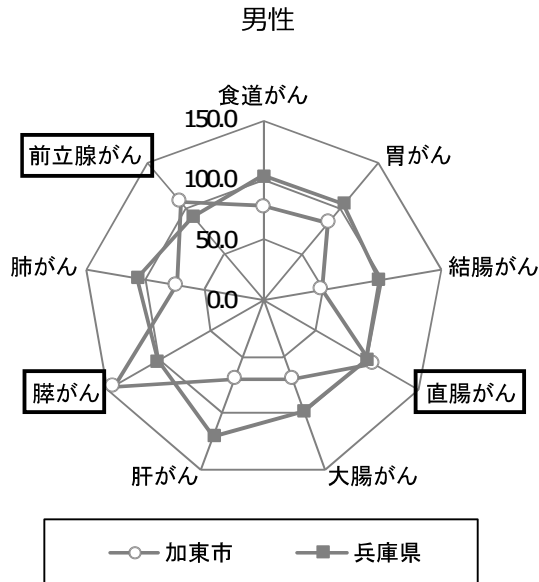 男性
食道がん
150.0
前立腺がん
胃がん
100.0
肺がん
50.0
結腸がん
0.0
膵がん
直腸がん
肝がん
大腸がん
加東市
兵庫県